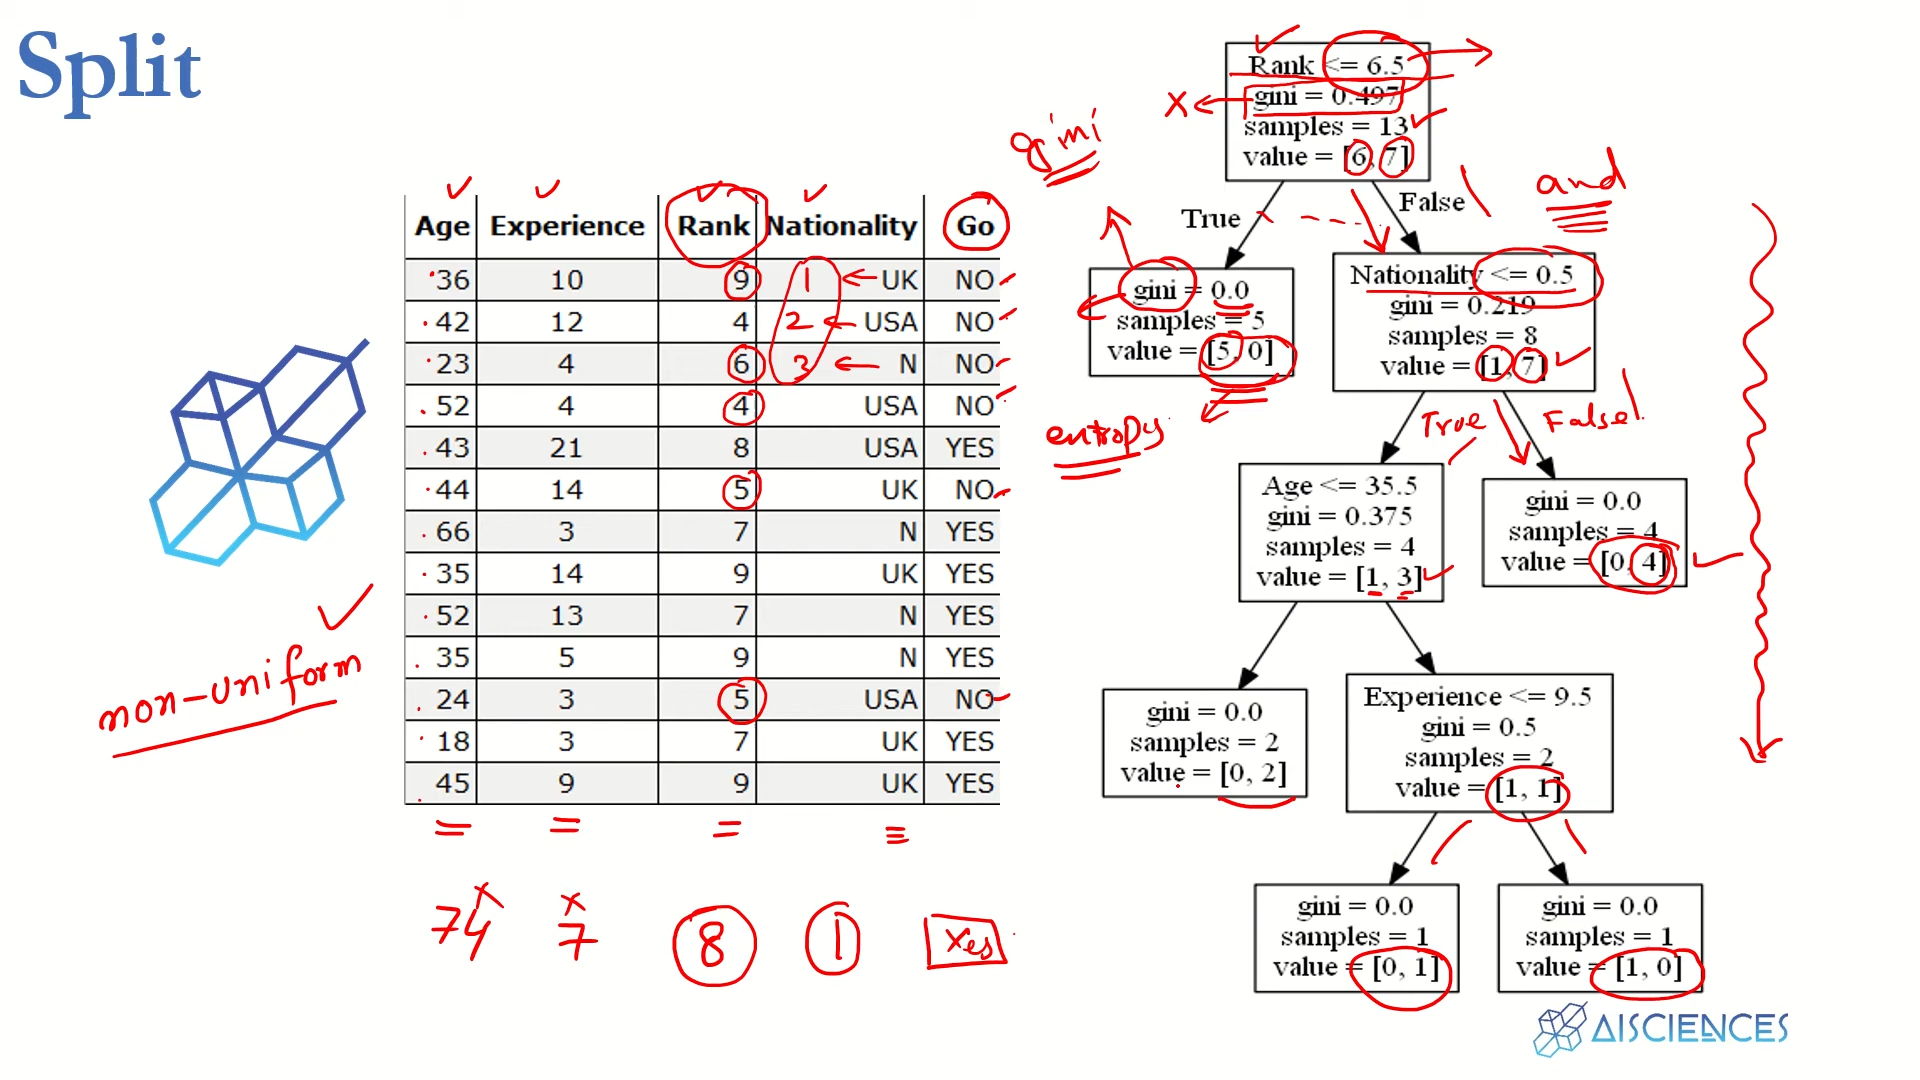 Split
Age Experience Rank Nationality Go
36 10 9 1 UK NO
42 12 4 2 USA NO
23 4 6 3 N NO
52 4 4 USA NO
43 21 8 USA YES
44 14 5 UK NO
66 3 7 N YES
35 14 9 UK YES
52 13 7 N YES
35 5 9 N YES
24 3 5 USA NO
18 3 7 UK YES
45 9 9 UK YES
74 7 8 1 Yes
non-uniform
gini
entropy
and
X
Rank <= 6.5
gini = 0.497
samples = 13
value = [6, 7]
True
False
gini = 0.0
samples = 5
value = [5, 0]
Nationality <= 0.5
gini = 0.219
samples = 8
value = [1, 7]
True
False
Age <= 35.5
gini = 0.375
samples = 4
value = [1, 3]
gini = 0.0
samples = 4
value = [0, 4]
gini = 0.0
samples = 2
value = [0, 2]
Experience <= 9.5
gini = 0.5
samples = 2
value = [1, 1]
gini = 0.0
samples = 1
value = [0, 1]
gini = 0.0
samples = 1
value = [1, 0]
AISCIENCES